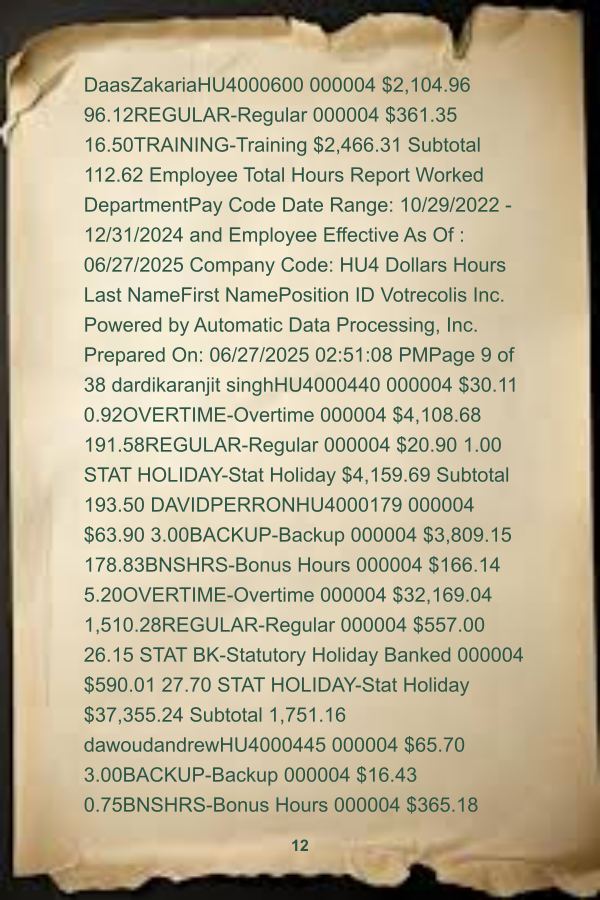 DaasZakariaHU4000600 000004 $2,104.96
96.12REGULAR-Regular 000004 $361.35
16.50TRAINING-Training $2,466.31 Subtotal
112.62 Employee Total Hours Report Worked
DepartmentPay Code Date Range: 10/29/2022 -
12/31/2024 and Employee Effective As Of :
06/27/2025 Company Code: HU4 Dollars Hours
Last NameFirst NamePosition ID Votrecolis Inc.
Powered by Automatic Data Processing, Inc.
Prepared On: 06/27/2025 02:51:08 PMPage 9 of
38 dardikaranjit singhHU4000440 000004 $30.11
0.92OVERTIME-Overtime 000004 $4,108.68
191.58REGULAR-Regular 000004 $20.90 1.00
STAT HOLIDAY-Stat Holiday $4,159.69 Subtotal
193.50 DAVIDPERRONHU4000179 000004
$63.90 3.00BACKUP-Backup 000004 $3,809.15
178.83BNSHRS-Bonus Hours 000004 $166.14
5.20OVERTIME-Overtime 000004 $32,169.04
1,510.28REGULAR-Regular 000004 $557.00
26.15 STAT BK-Statutory Holiday Banked 000004
$590.01 27.70 STAT HOLIDAY-Stat Holiday
$37,355.24 Subtotal 1,751.16
dawoudandrewHU4000445 000004 $65.70
3.00BACKUP-Backup 000004 $16.43
0.75BNSHRS-Bonus Hours 000004 $365.18
12